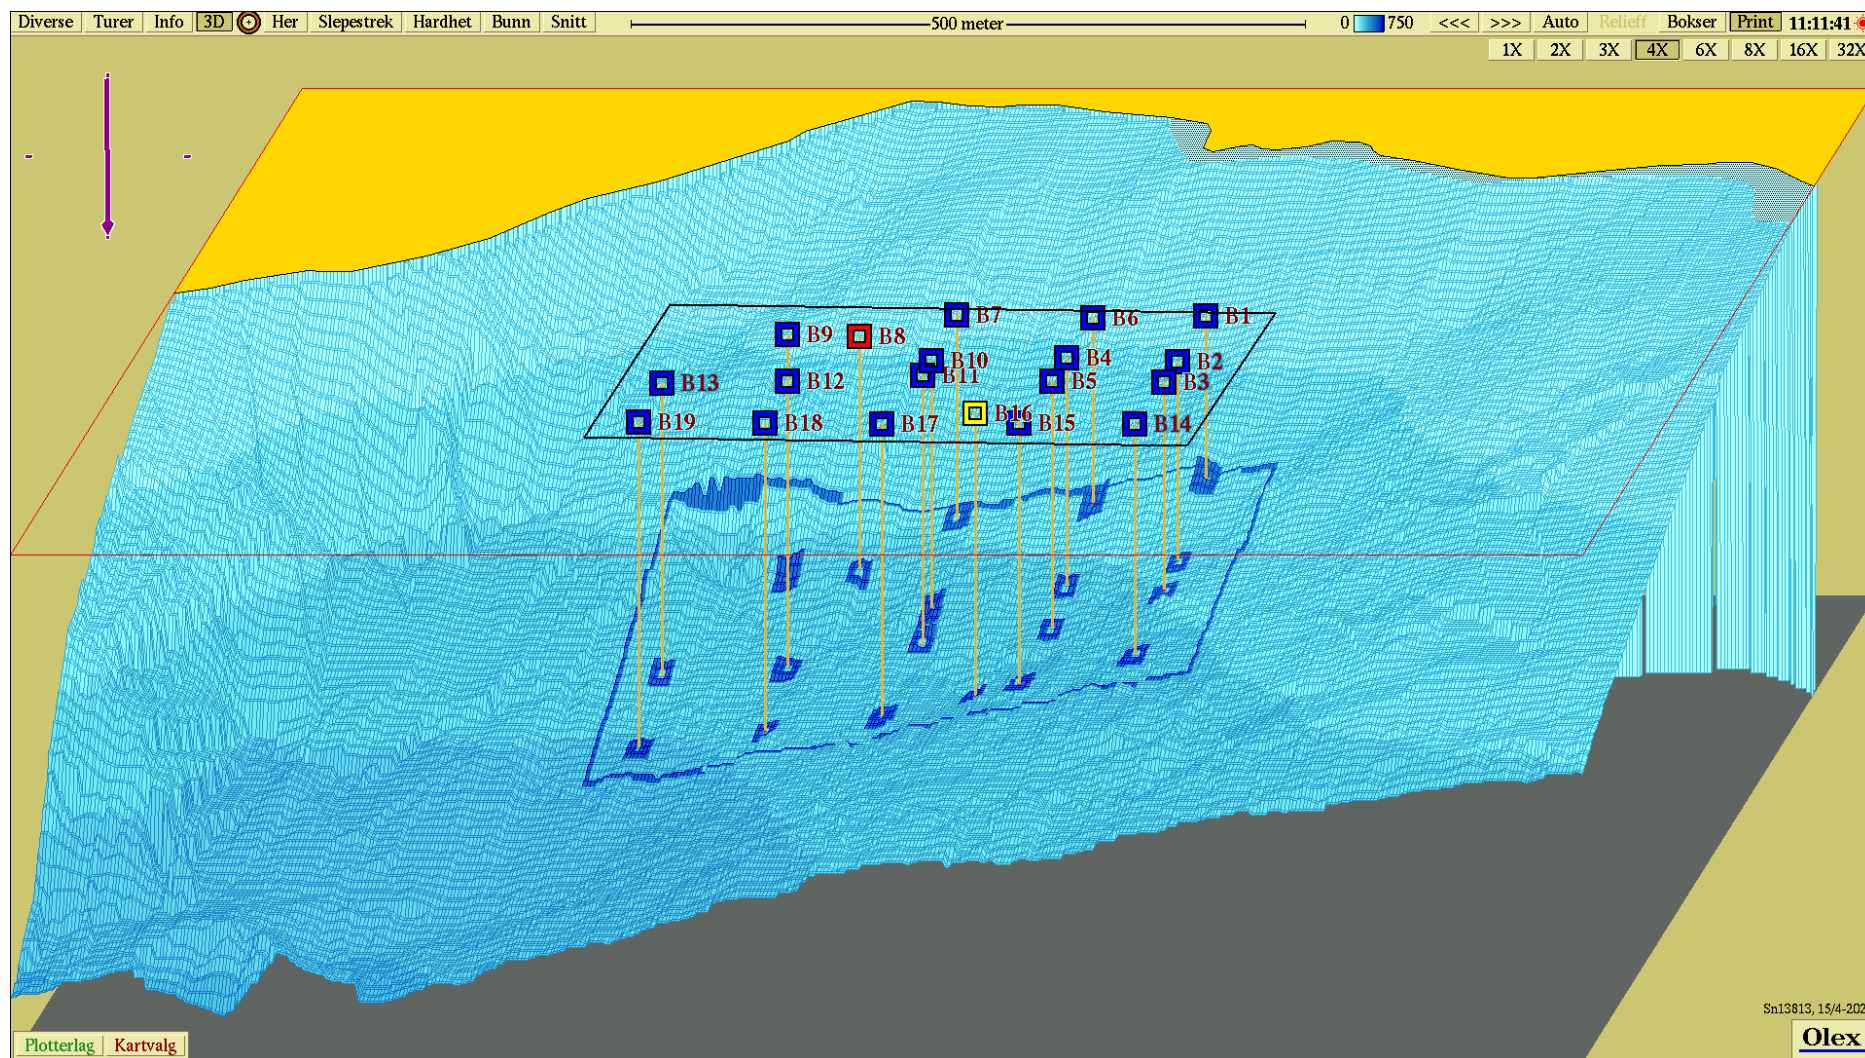 Diverse Turer Info 3D Her Slepestrek Hardhet Bunn Snitt 500 meter 0 750 <<< >>> Auto Relieff Bokser Print 11:11:41
1X 2X 3X 4X 6X 8X 16X 32X
B7 B6 B1
B9 B8
B10 B4 B2
B13 B12 B11 B5 B3
B19 B18 B17 B16 B15 B14
Sn13813, 15/4-202
Plotterlag Kartvalg Olex